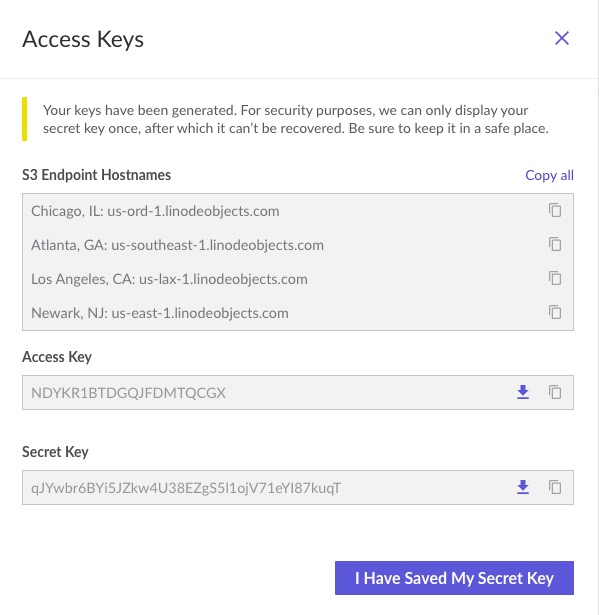 Access Keys
Your keys have been generated. For security purposes, we can only display your
secret key once, after which it can't be recovered. Be sure to keep it in a safe place.
S3 Endpoint Hostnames
Copy all
Chicago, IL: us-ord-1.linodeobjects.com
Atlanta, GA: us-southeast-1.linodeobjects.com
Los Angeles, CA: us-lax-1.linodeobjects.com
Newark, NJ: us-east-1.linodeobjects.com
Access Key
NDYKR1BTDGQJFDMTQCGX
Secret Key
qJYwbr6BYi5JZkw4U38EZgS5l1ojV71eYI87kuqT
I Have Saved My Secret Key